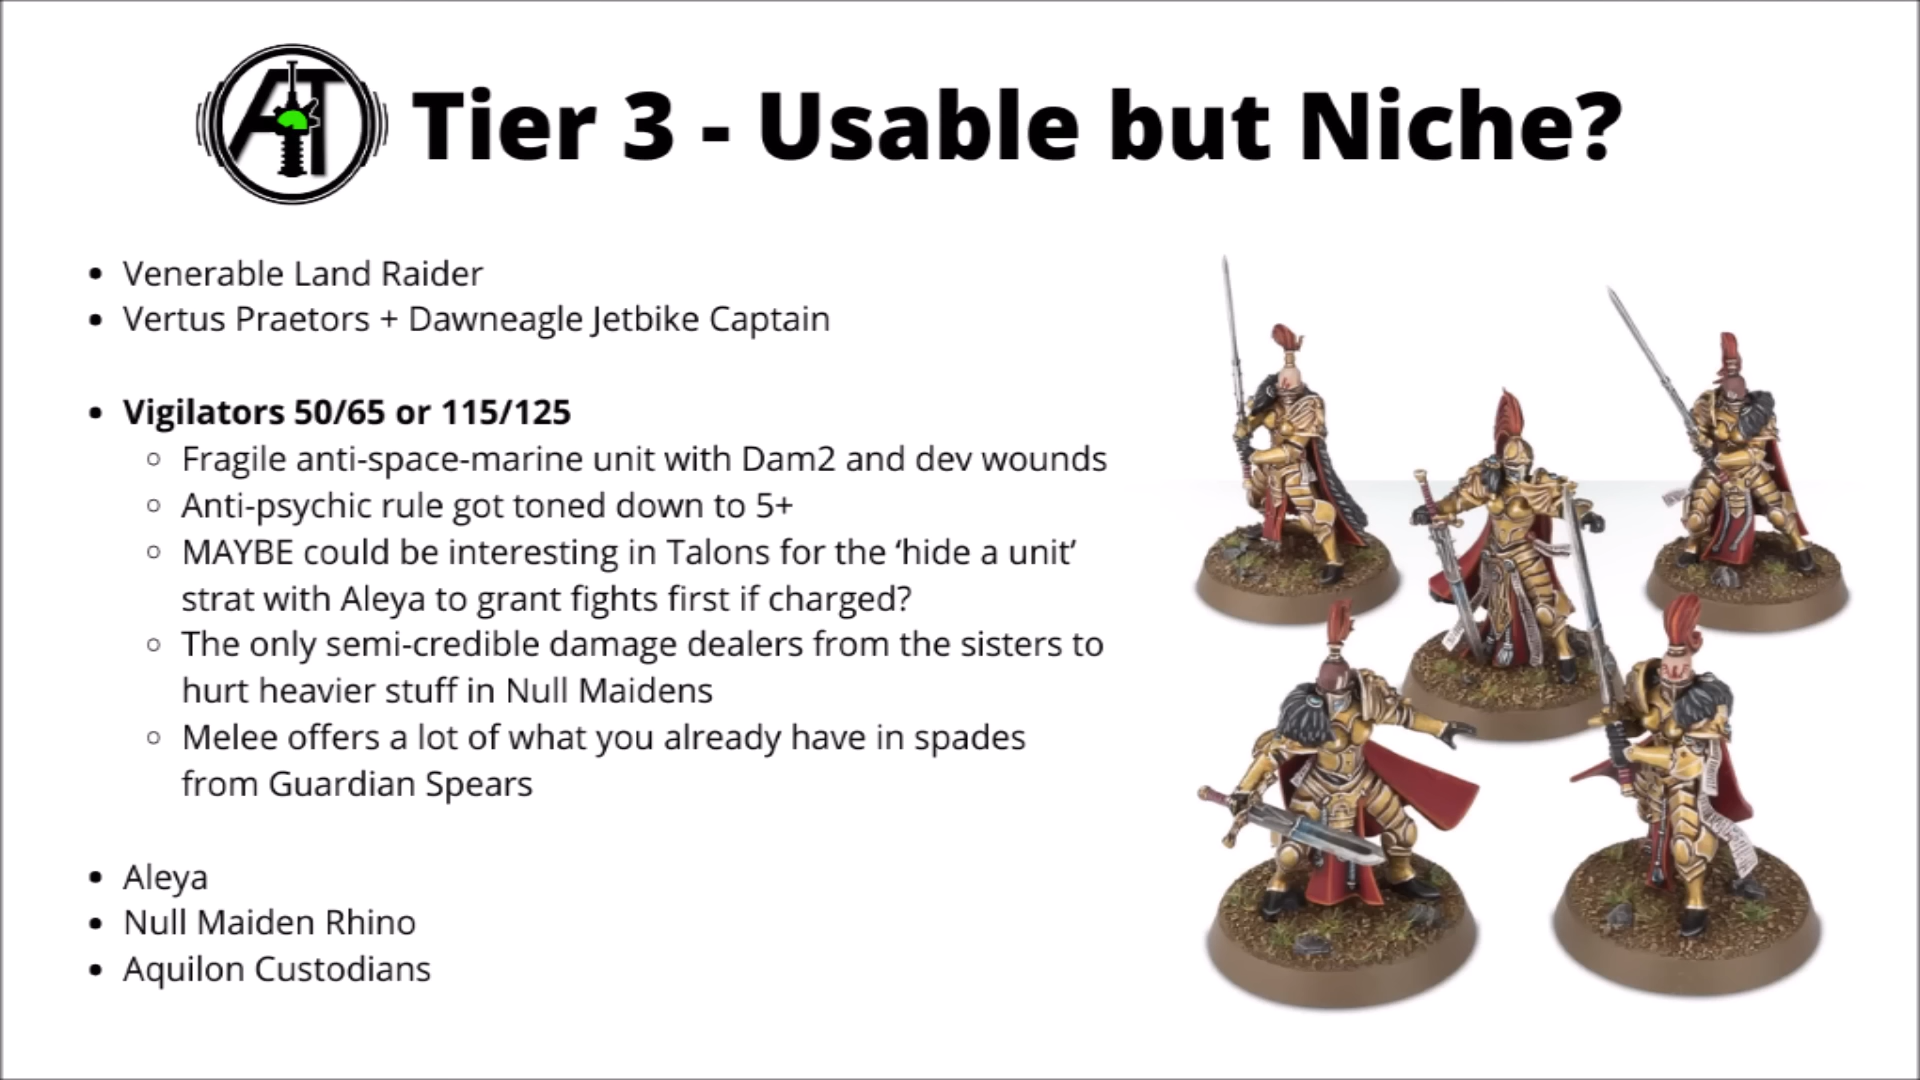 AT
Tier 3 - Usable but Niche?
• Venerable Land Raider
• Vertus Praetors + Dawneagle Jetbike Captain
• Vigilators 50/65 or 115/125
○ Fragile anti-space-marine unit with Dam2 and dev wounds
○ Anti-psychic rule got toned down to 5+
○ MAYBE could be interesting in Talons for the ‘hide a unit’
strat with Aleya to grant fights first if charged?
○ The only semi-credible damage dealers from the sisters to
hurt heavier stuff in Null Maidens
○ Melee offers a lot of what you already have in spades
from Guardian Spears
• Aleya
• Null Maiden Rhino
• Aquilon Custodians